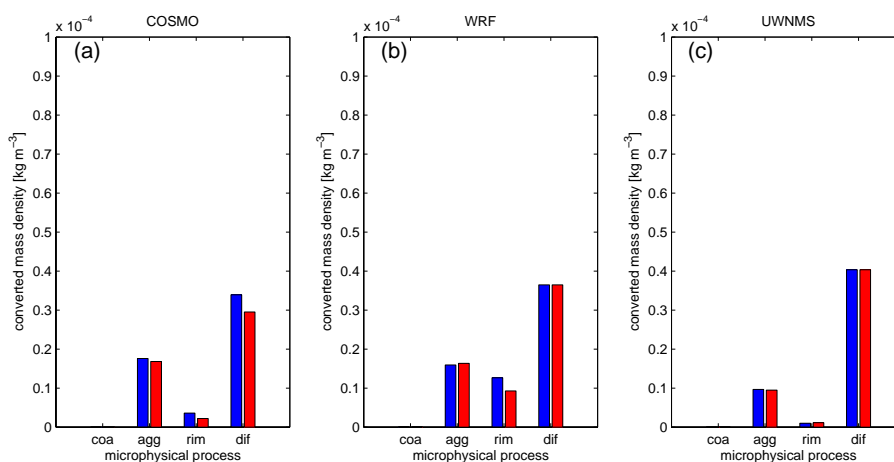 COSMO
x 10⁻⁴
(a)
1
0.9
0.8
0.7
0.6
0.5
0.4
0.3
0.2
0.1
0
converted mass density [kg m⁻³]
coa agg rim dif
microphysical process
WRF
x 10⁻⁴
(b)
1
0.9
0.8
0.7
0.6
0.5
0.4
0.3
0.2
0.1
0
converted mass density [kg m⁻³]
coa agg rim dif
microphysical process
UWNMS
x 10⁻⁴
(c)
1
0.9
0.8
0.7
0.6
0.5
0.4
0.3
0.2
0.1
0
converted mass density [kg m⁻³]
coa agg rim dif
microphysical process